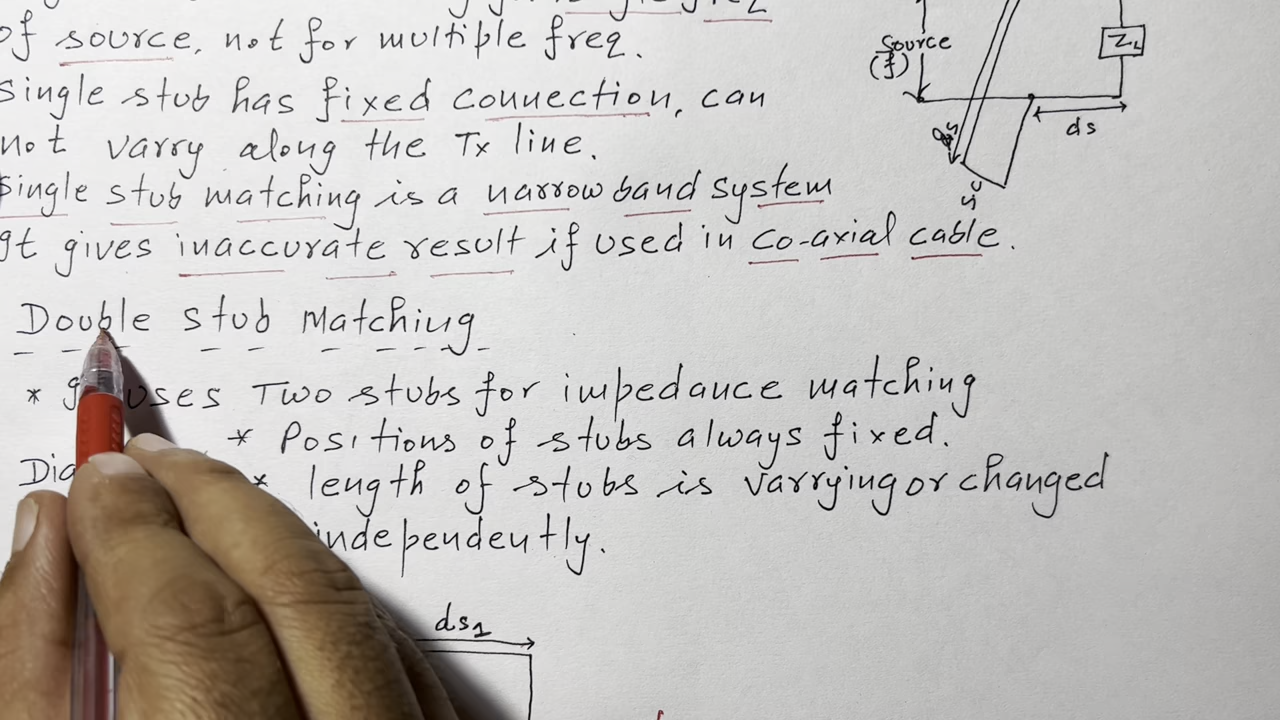 of source, not for multiple freq.
Single stub has fixed connection, can
not varry along the Tx line.
Single stub matching is a narrow band system
It gives inaccurate result if used in co-axial cable.
Source
(f)
ZL
ds
Double stub Matching
* uses Two stubs for impedance matching
* Positions of stubs always fixed.
* length of stubs is varrying or changed
independently.
ds1